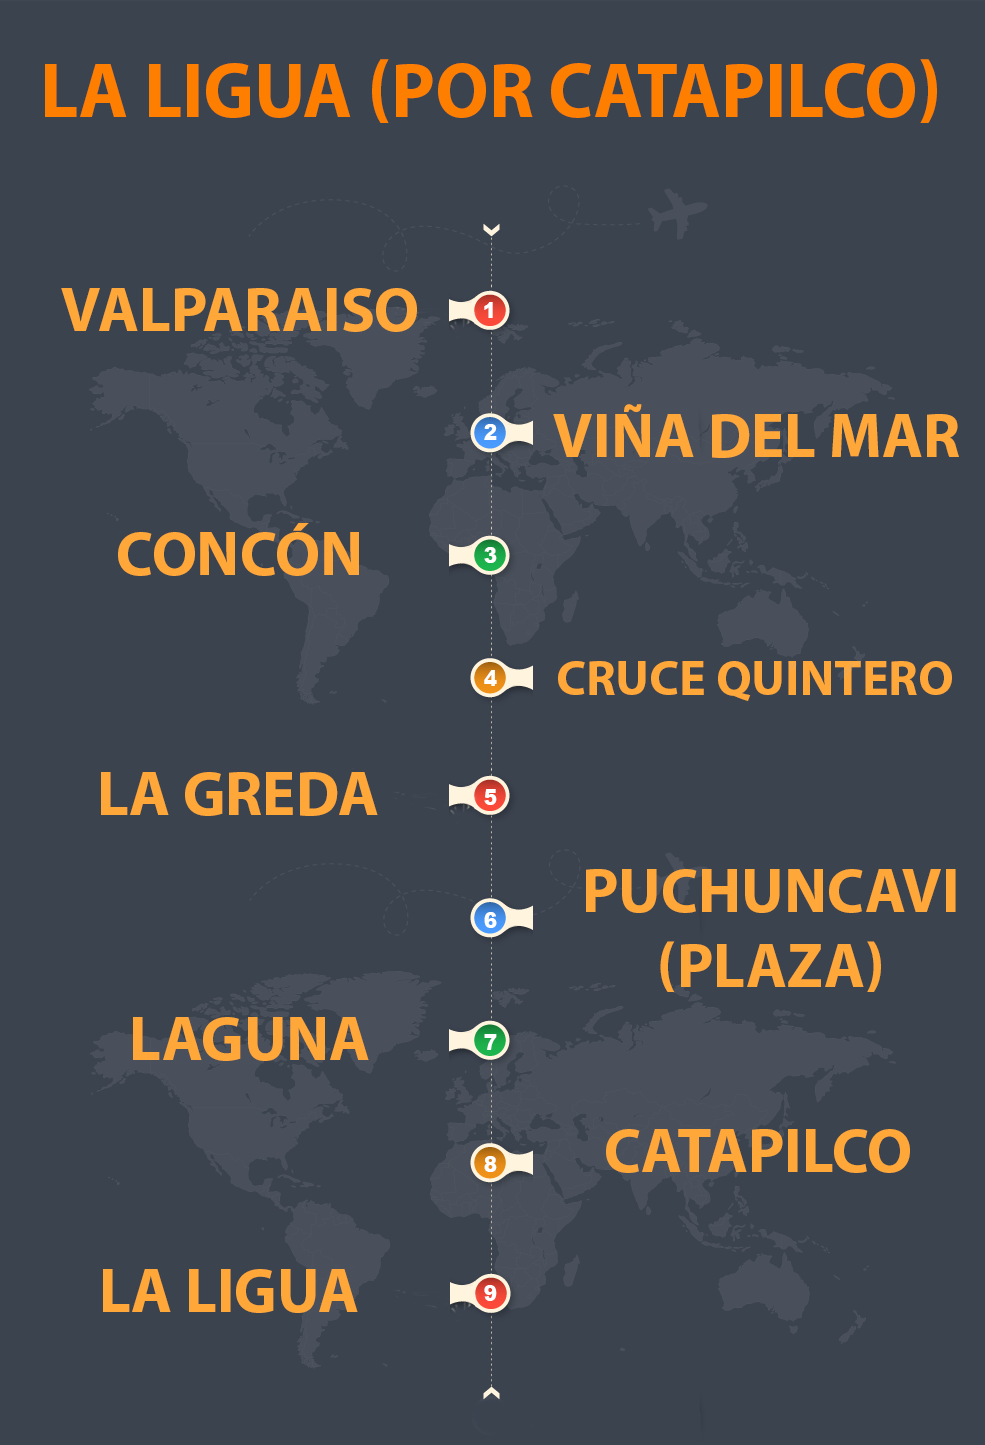 LA LIGUA (POR CATAPILCO)
VALPARAISO
1
2
VIÑA DEL MAR
CONCÓN
3
4
CRUCE QUINTERO
LA GREDA
5
6
PUCHUNCAVI
(PLAZA)
LAGUNA
7
8
CATAPILCO
LA LIGUA
9